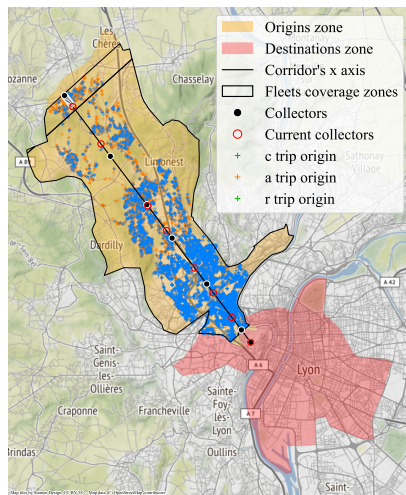 Origins zone
Destinations zone
Corridor's x axis
Fleets coverage zones
Collectors
Current collectors
c trip origin
a trip origin
r trip origin
Les
Chères
ozanne
Chasselay
A 89
Limonest
Sathonay
Village
Dardilly
A 42
Saint-
Genis-
les-
Ollières
Lyon
A 6
Craponne
Francheville
Sainte-
Foy-
lès-
Lyon
A 7
Oullins
Brindas
Saint-